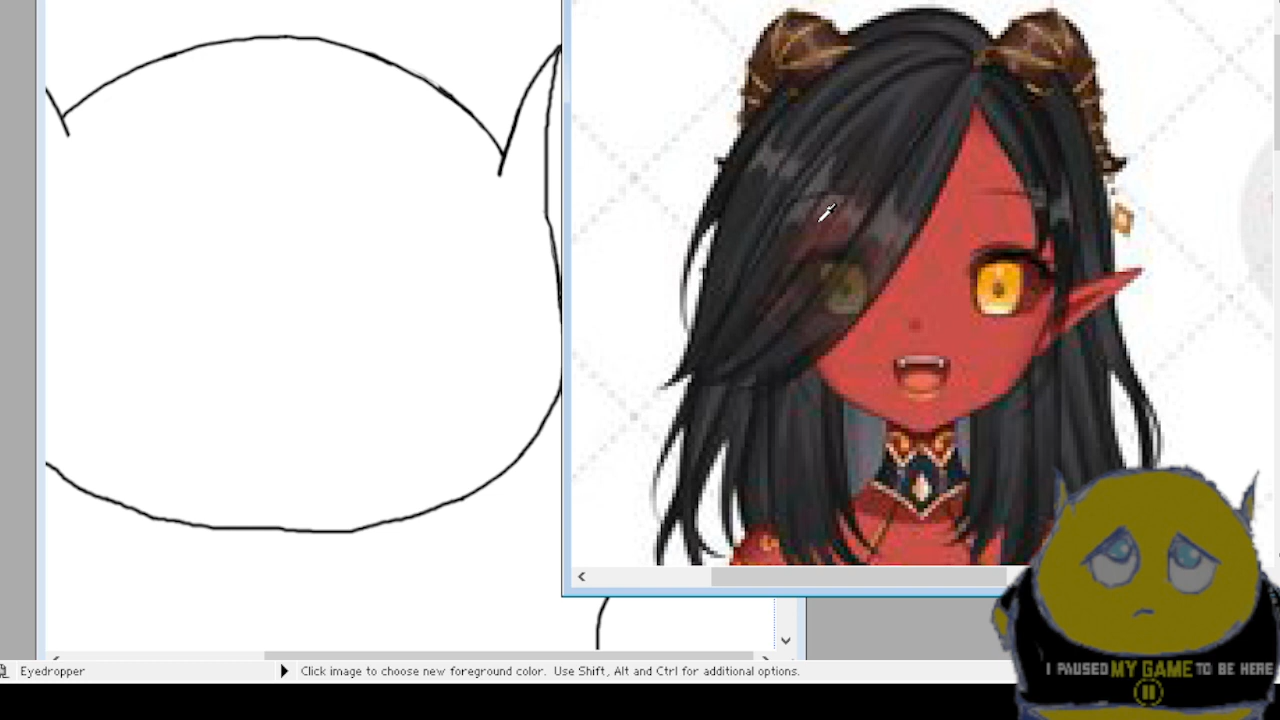 Eyedropper
Click image to choose new foreground color. Use Shift, Alt and Ctrl for additional options.
I PAUSED MY GAME TO BE HERE